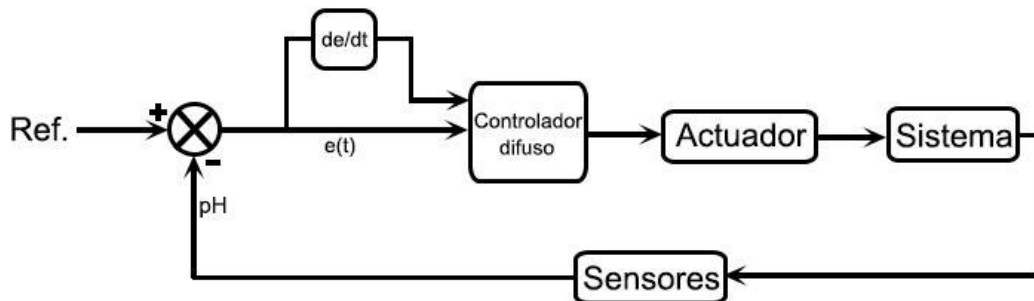 de/dt
+
Ref.
e(t)
-
Controlador
difuso
Actuador
Sistema
pH
Sensores